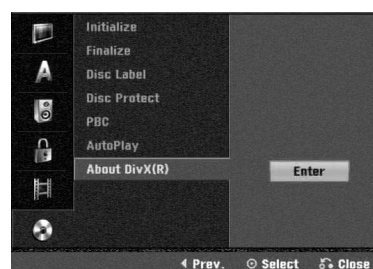 Initialize
Finalize
A
Disc Label
Disc Protect
PBC
AutoPlay
About DivX(R)
Enter
Prev.
Select
Close